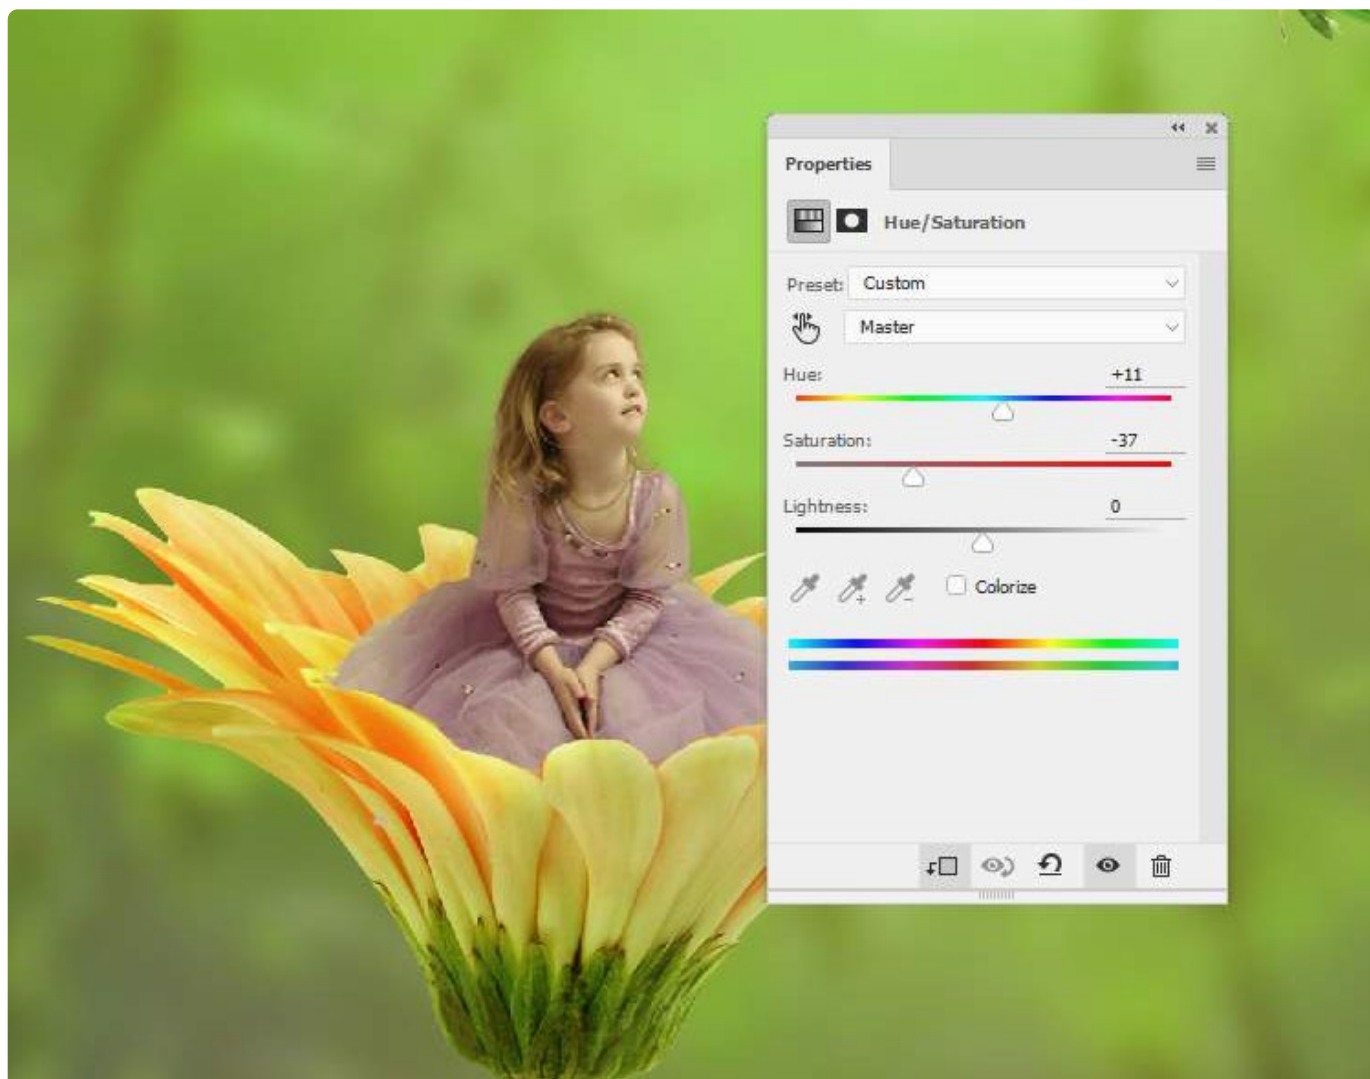 Properties
Hue/Saturation
Preset: Custom
Master
Hue: +11
Saturation: -37
Lightness: 0
Colorize